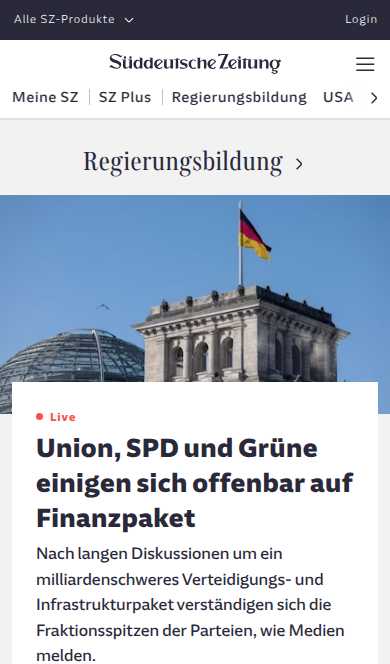 Alle SZ-Produkte
Login
Süddeutsche Zeitung
Meine SZ
SZ Plus
Regierungsbildung
USA
Regierungsbildung
Live
Union, SPD und Grüne
einigen sich offenbar auf
Finanzpaket
Nach langen Diskussionen um ein
milliardenschweres Verteidigungs- und
Infrastrukturpaket verständigen sich die
Fraktionsspitzen der Parteien, wie Medien
melden.